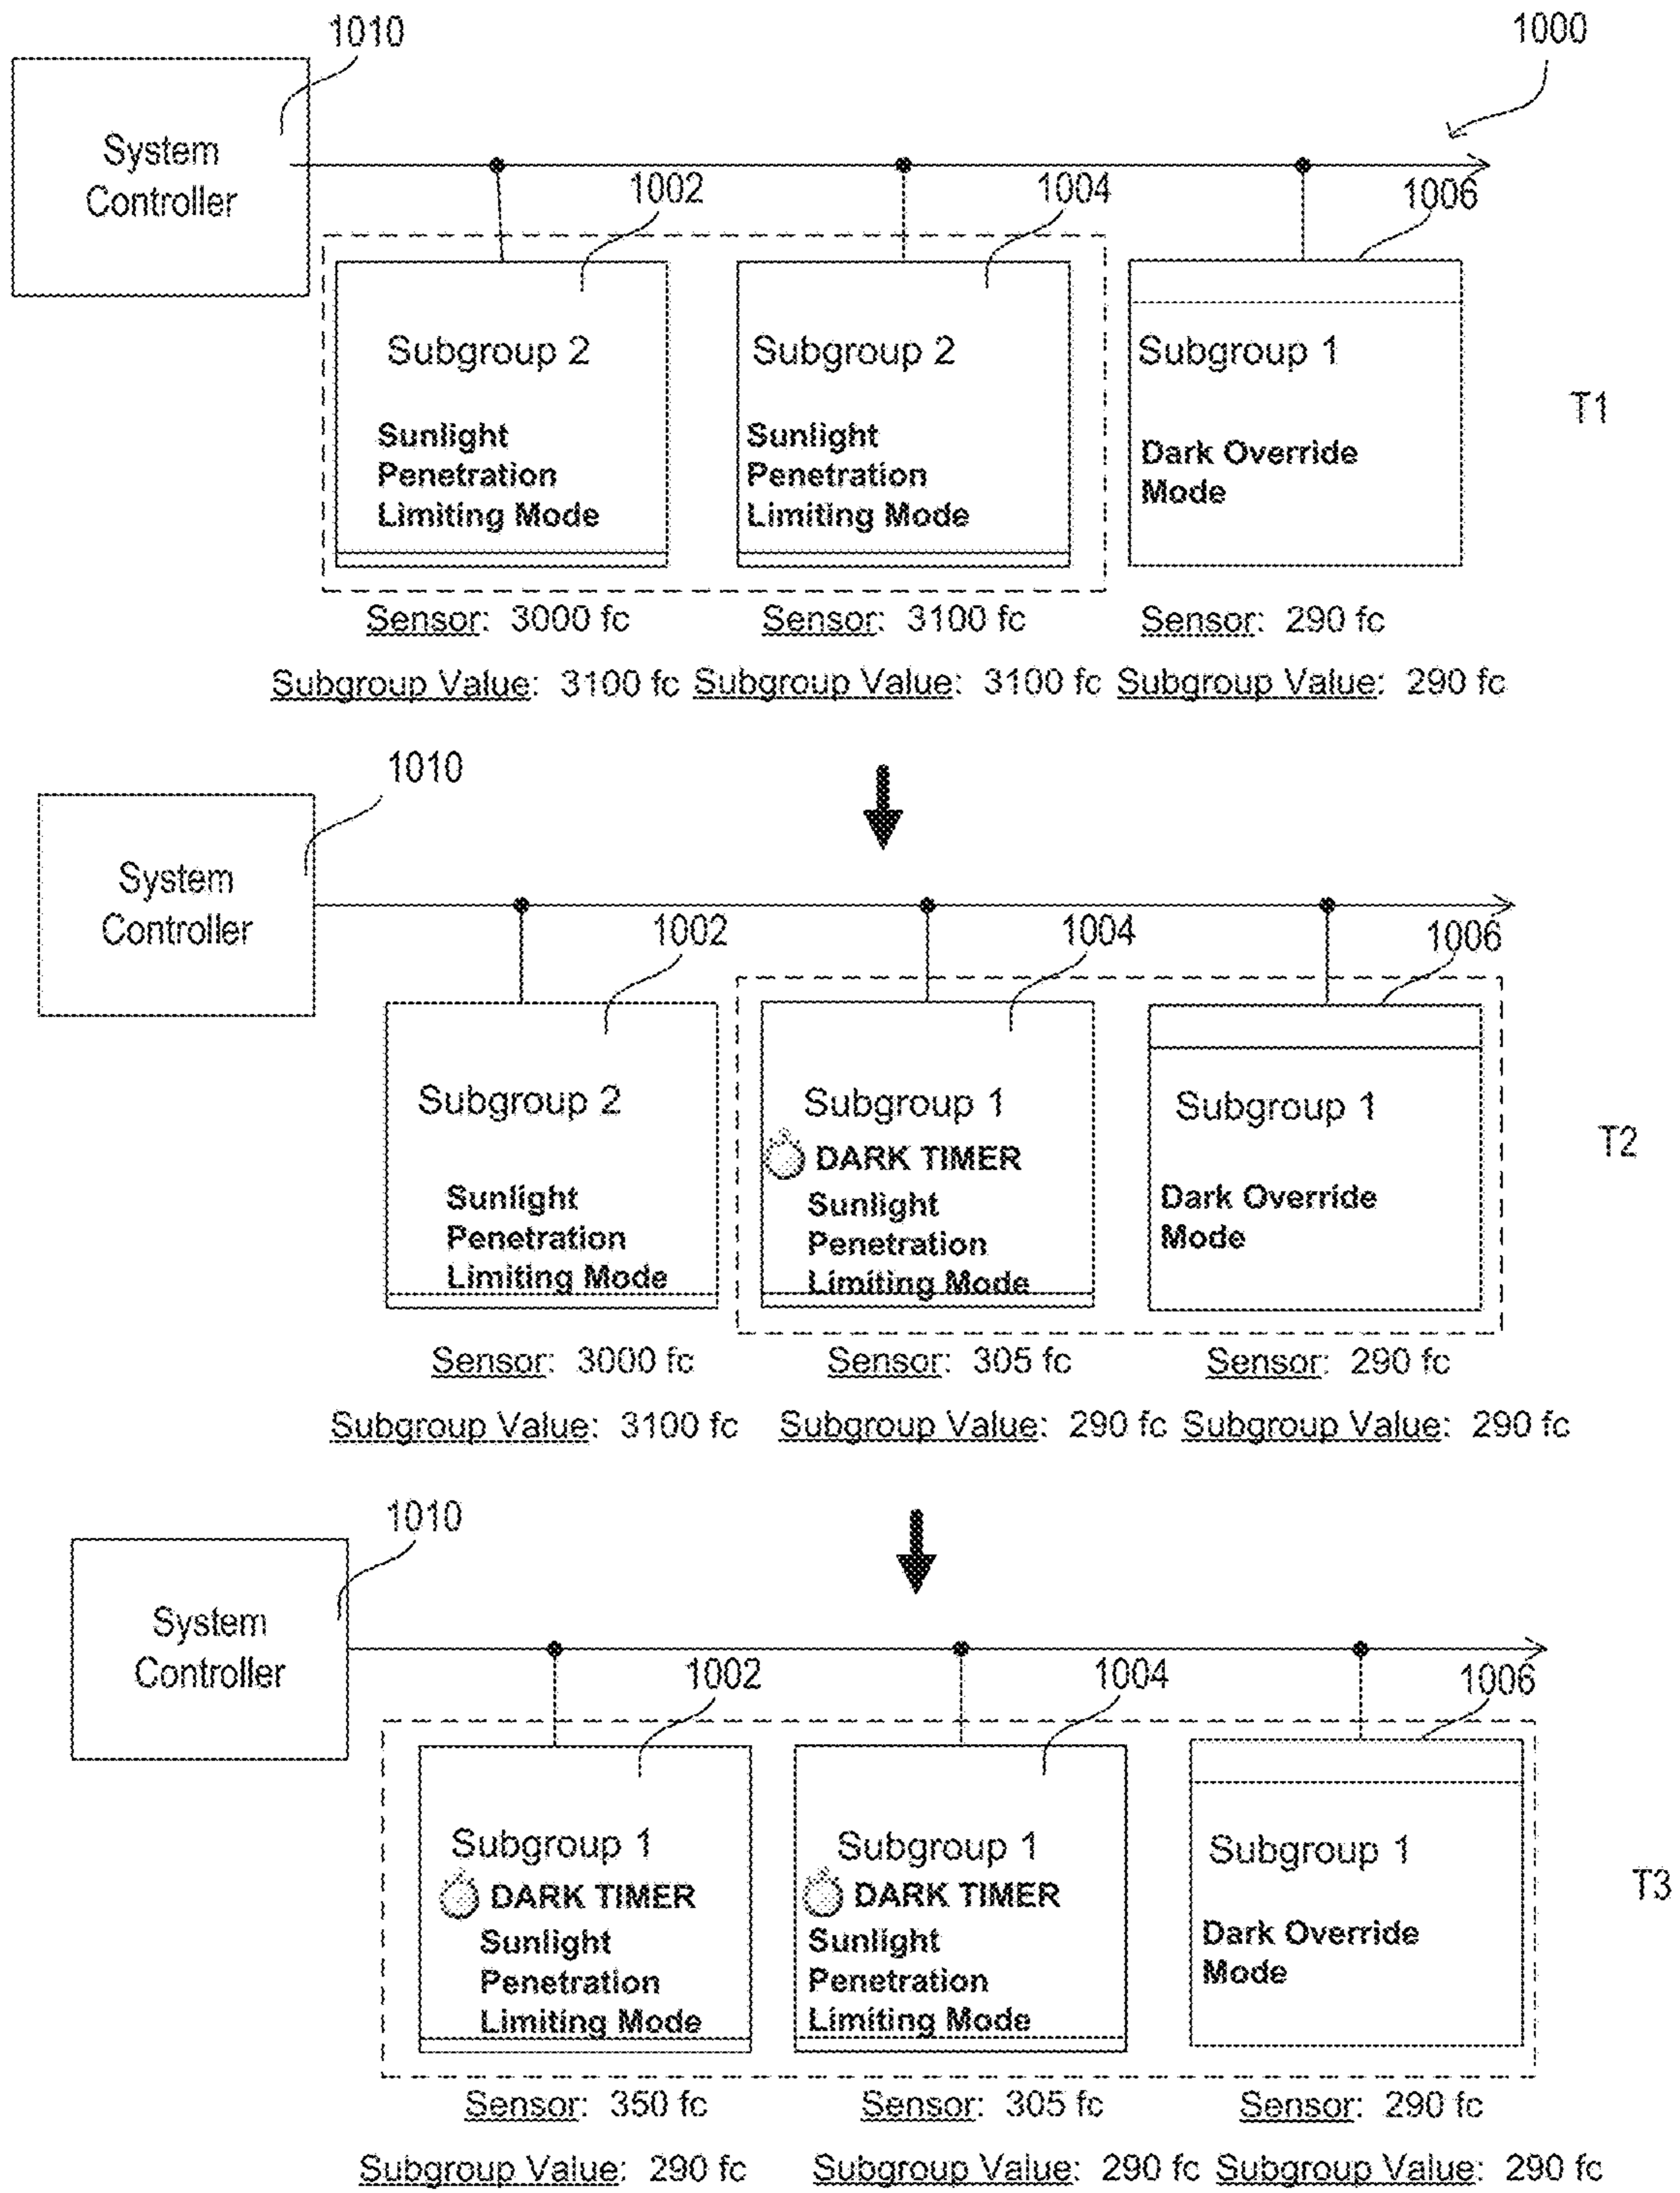 1010
1000
System
Controller
1002
1004
1006
Subgroup 2
Sunlight
Penetration
Limiting Mode
Subgroup 2
Sunlight
Penetration
Limiting Mode
Subgroup 1
Dark Override
Mode
T1
Sensor: 3000 fc
Sensor: 3100 fc
Sensor: 290 fc
Subgroup Value: 3100 fc
Subgroup Value: 3100 fc
Subgroup Value: 290 fc
1010
System
Controller
1002
1004
1006
Subgroup 2
Sunlight
Penetration
Limiting Mode
Subgroup 1
DARK TIMER
Sunlight
Penetration
Limiting Mode
Subgroup 1
Dark Override
Mode
T2
Sensor: 3000 fc
Sensor: 305 fc
Sensor: 290 fc
Subgroup Value: 3100 fc
Subgroup Value: 290 fc
Subgroup Value: 290 fc
1010
System
Controller
1002
1004
1006
Subgroup 1
DARK TIMER
Sunlight
Penetration
Limiting Mode
Subgroup 1
DARK TIMER
Sunlight
Penetration
Limiting Mode
Subgroup 1
Dark Override
Mode
T3
Sensor: 350 fc
Sensor: 305 fc
Sensor: 290 fc
Subgroup Value: 290 fc
Subgroup Value: 290 fc
Subgroup Value: 290 fc